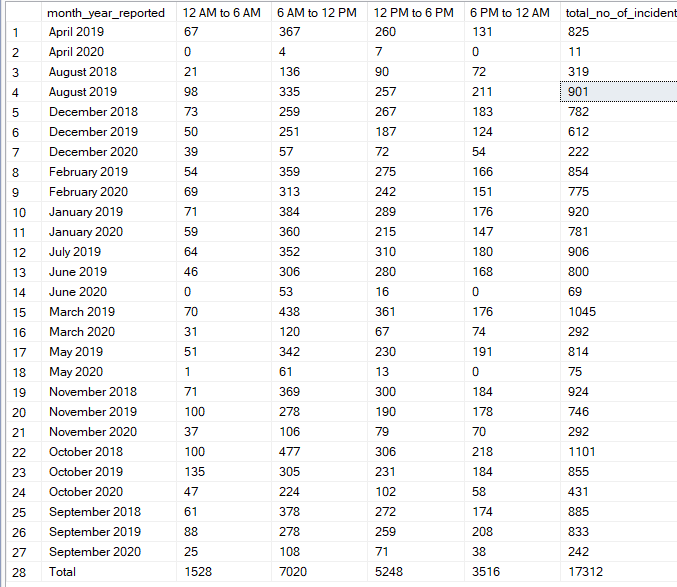 month_year_reported 12 AM to 6 AM 6 AM to 12 PM 12 PM to 6 PM 6 PM to 12 AM total_no_of_incident
1 April 2019 67 367 260 131 825
2 April 2020 0 4 7 0 11
3 August 2018 21 136 90 72 319
4 August 2019 98 335 257 211 901
5 December 2018 73 259 267 183 782
6 December 2019 50 251 187 124 612
7 December 2020 39 57 72 54 222
8 February 2019 54 359 275 166 854
9 February 2020 69 313 242 151 775
10 January 2019 71 384 289 176 920
11 January 2020 59 360 215 147 781
12 July 2019 64 352 310 180 906
13 June 2019 46 306 280 168 800
14 June 2020 0 53 16 0 69
15 March 2019 70 438 361 176 1045
16 March 2020 31 120 67 74 292
17 May 2019 51 342 230 191 814
18 May 2020 1 61 13 0 75
19 November 2018 71 369 300 184 924
20 November 2019 100 278 190 178 746
21 November 2020 37 106 79 70 292
22 October 2018 100 477 306 218 1101
23 October 2019 135 305 231 184 855
24 October 2020 47 224 102 58 431
25 September 2018 61 378 272 174 885
26 September 2019 88 278 259 208 833
27 September 2020 25 108 71 38 242
28 Total 1528 7020 5248 3516 17312